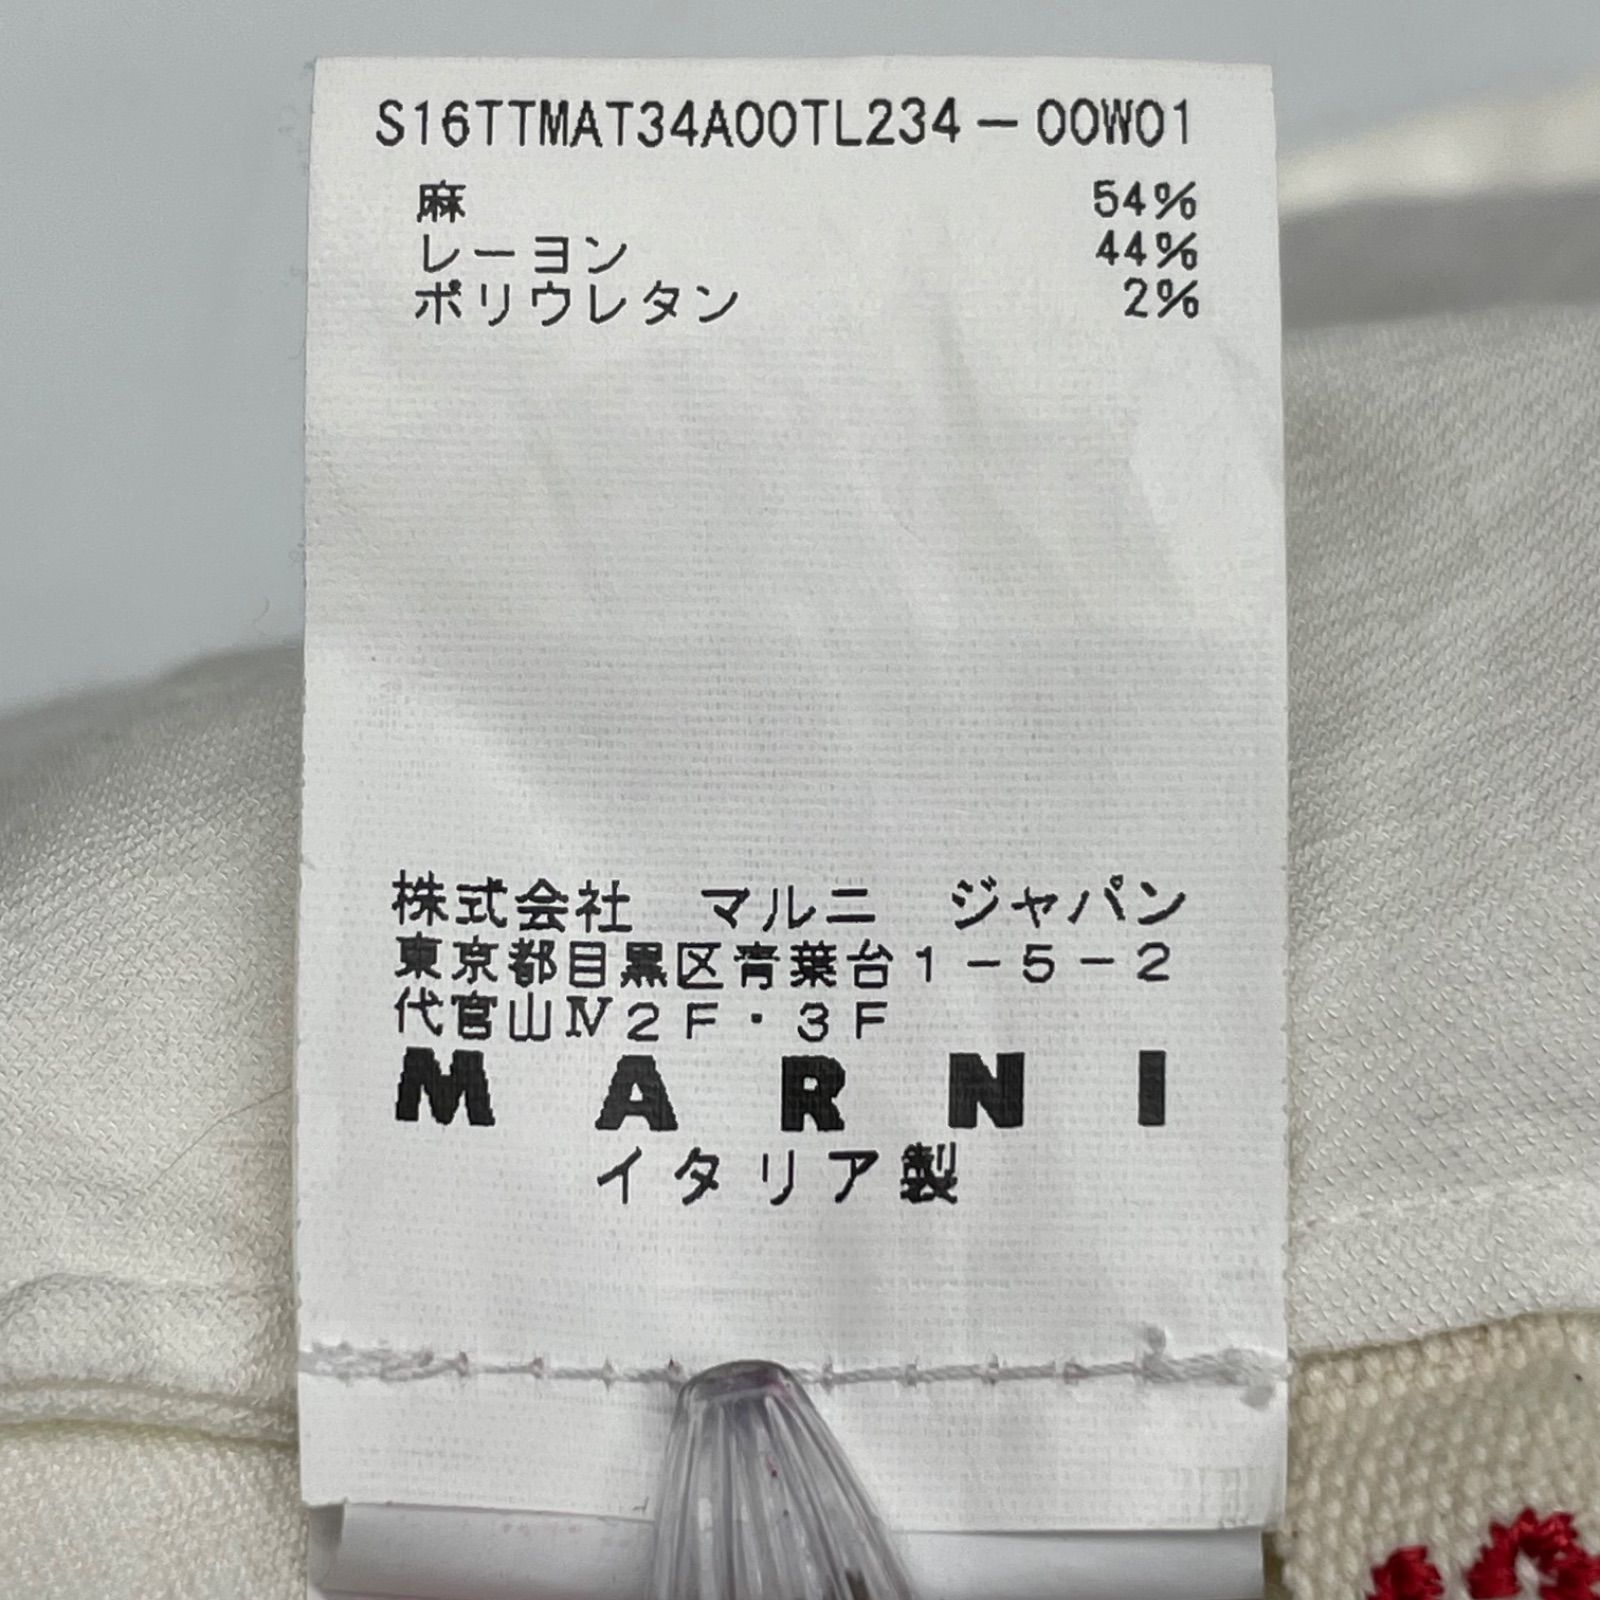 S16TTMAT34A00TL234-00W01
麻 54%
レーヨン 44%
ポリウレタン 2%
株式会社 マルニ ジャパン
東京都目黒区青葉台1-5-2
代官山Ⅳ2F・3F
MARNI
イタリア製